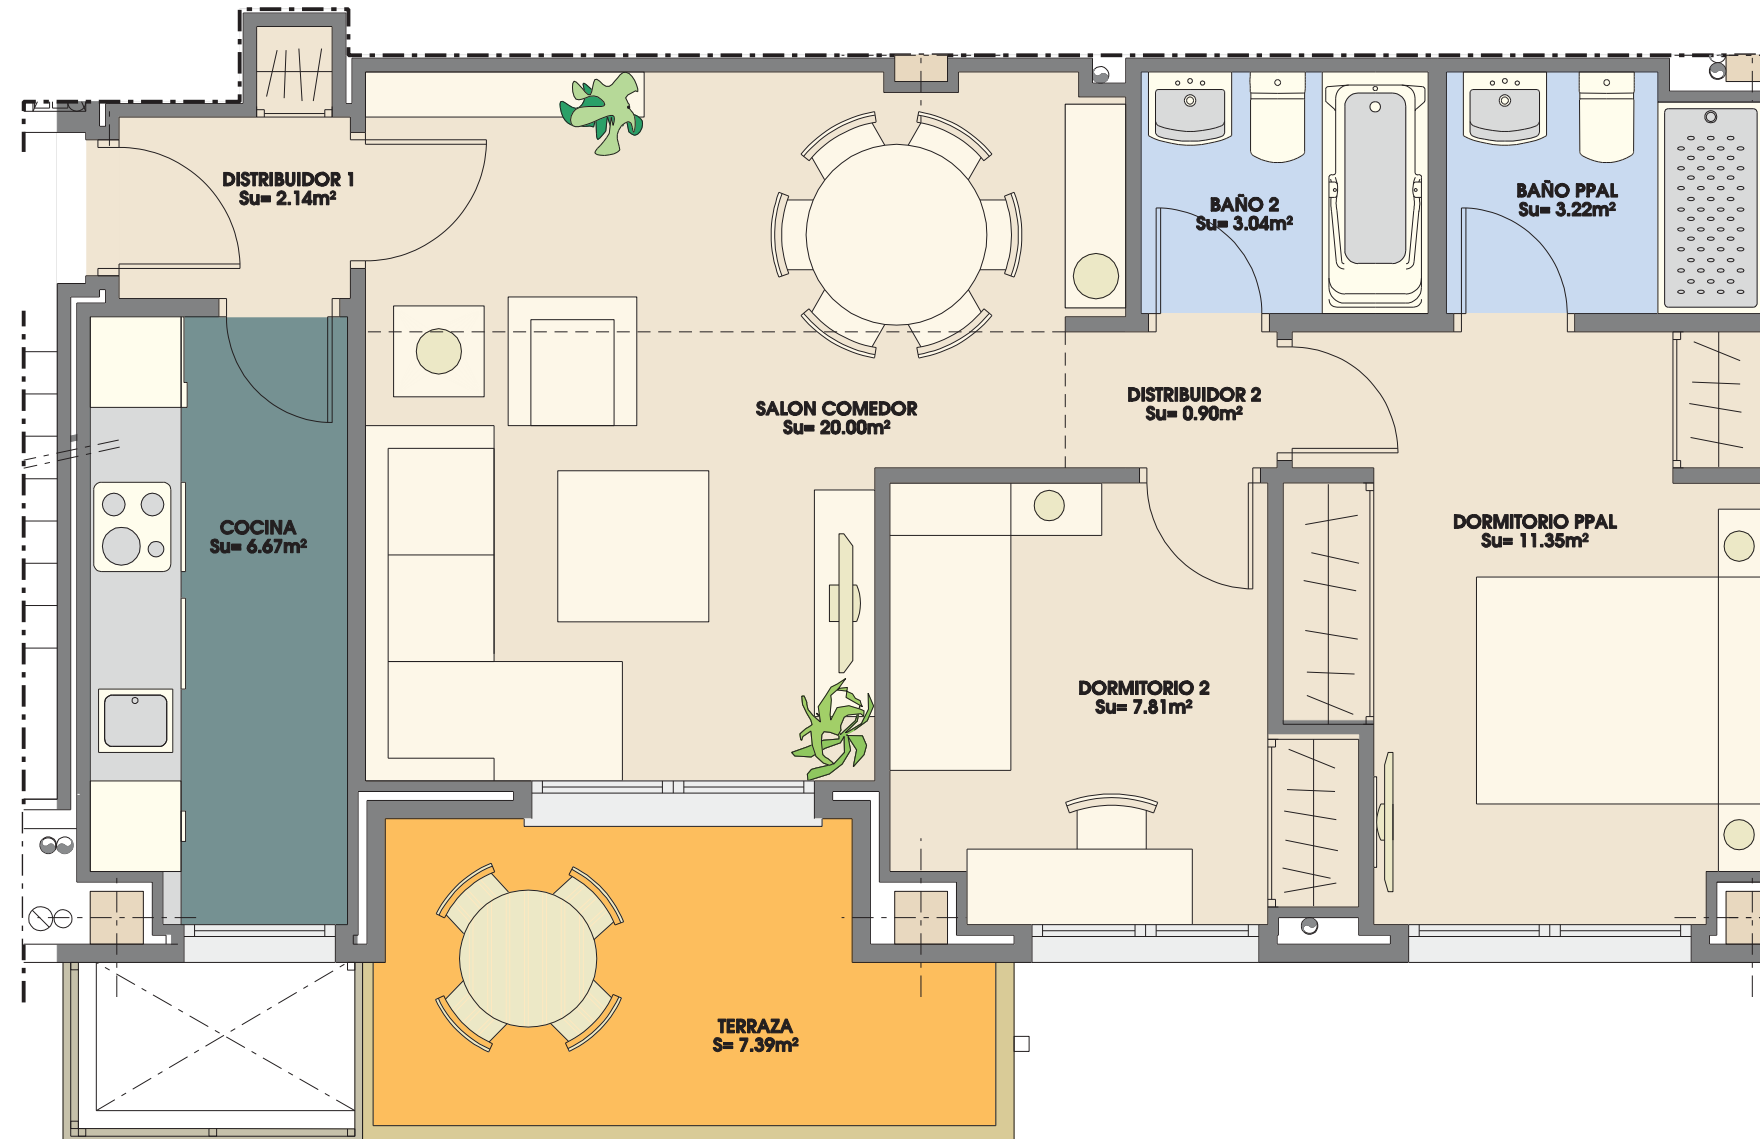 DISTRIBUIDOR 1
Su= 2.14m²
BAÑO 2
Su= 3.04m²
BAÑO PPAL
Su= 3.22m²
SALON COMEDOR
Su= 20.00m²
DISTRIBUIDOR 2
Su= 0.90m²
COCINA
Su= 6.67m²
DORMITORIO PPAL
Su= 11.35m²
DORMITORIO 2
Su= 7.81m²
TERRAZA
S= 7.39m²